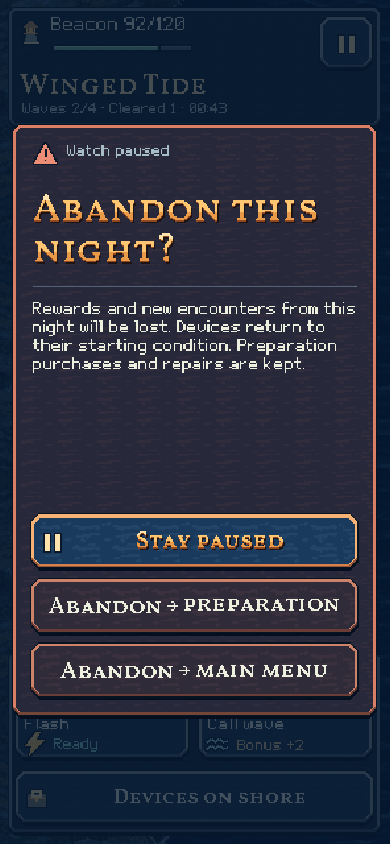 Beacon 92/120
Winged Tide
Waves 2/4 · Cleared 1 · 00:43
Watch paused
Abandon this
night?
Rewards and new encounters from this
night will be lost. Devices return to
their starting condition. Preparation
purchases and repairs are kept.
Stay paused
Abandon → preparation
Abandon → main menu
Flash
Ready
Call wave
Bonus +2
Devices on shore